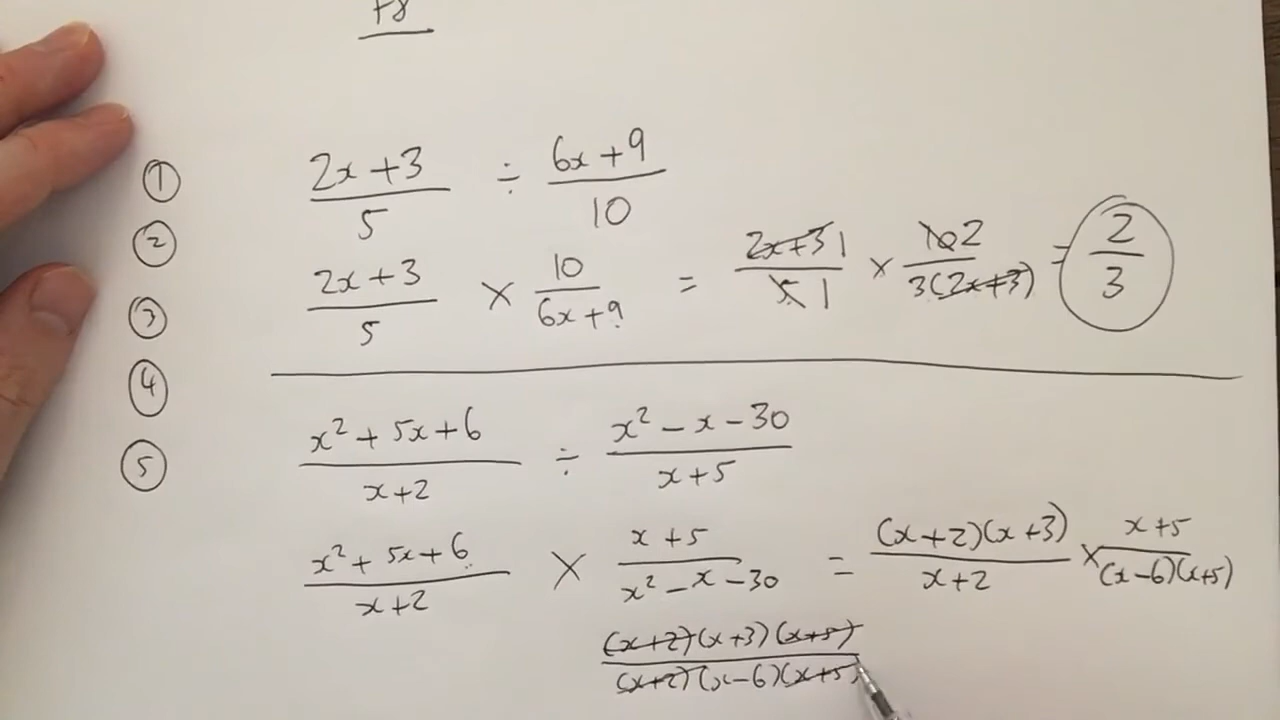 +8
① (2x+3)/5 ÷ (6x+9)/10
② (2x+3)/5 × 10/(6x+9) = (2x+3) 1/5 1 × 10 2/3(2x+3) = 2/3
③
④ (x²+5x+6)/(x+2) ÷ (x²-x-30)/(x+5)
⑤
(x²+5x+6)/(x+2) × (x+5)/(x²-x-30) = (x+2)(x+3)/(x+2) × (x+5)/(x-6)(x+5)
(x+2)(x+3)(x+5)/(x+2)(x-6)(x+5)